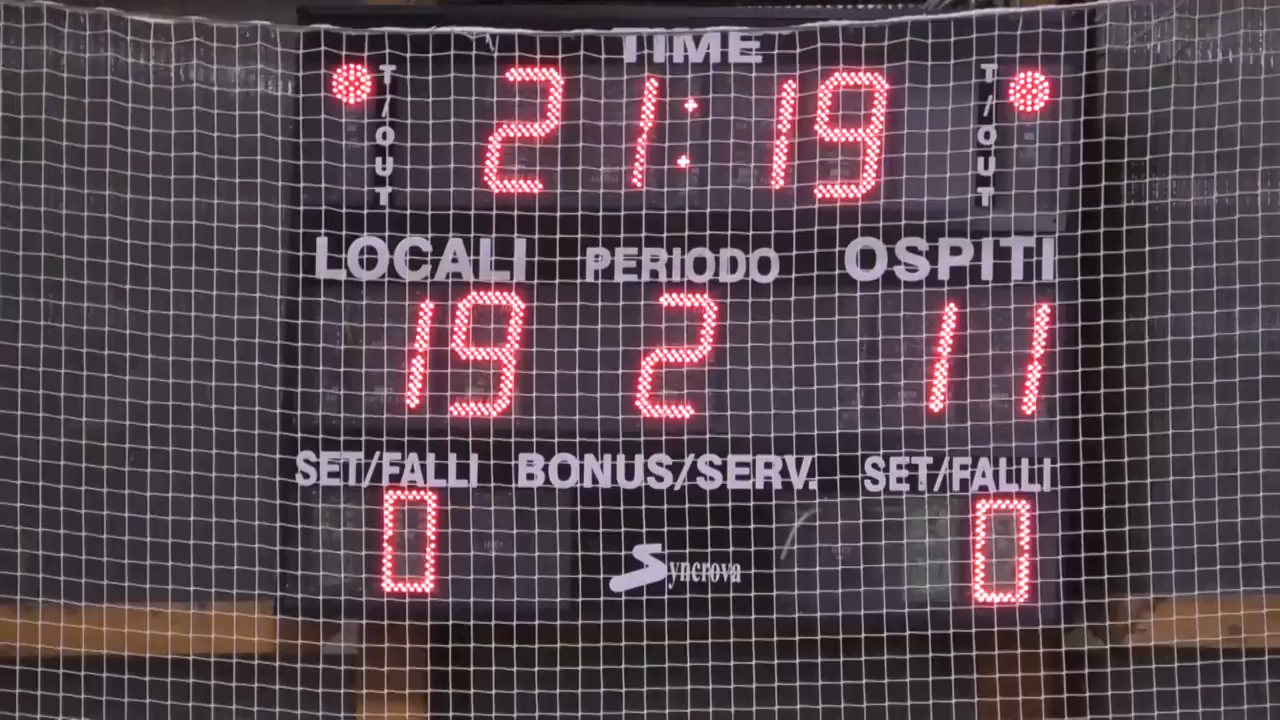 TIME
T/OUT 21:19 T/OUT
LOCALI PERIODO OSPITI
19 2 11
SET/FALLI BONUS/SERV. SET/FALLI
0 0
Syncrova